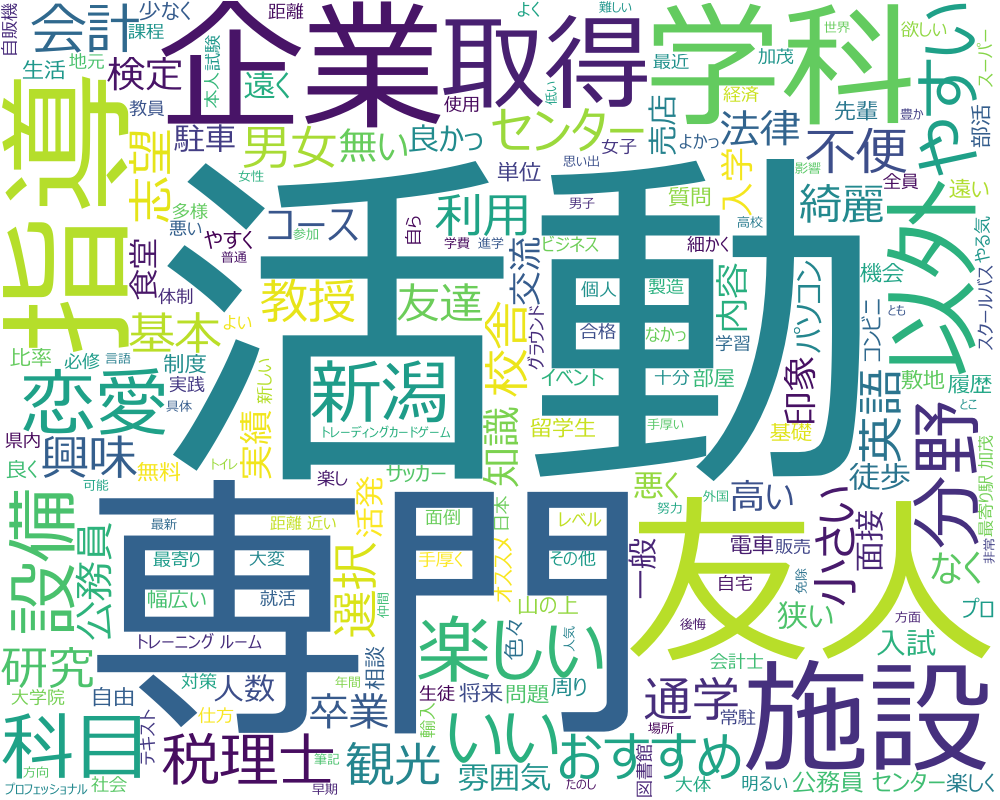 自販機
会計
少なく
課程
距離
よく
難しい
世界
欲しい
スーパー
生活
地元
検定
教員
本人
試験
遠く
企業
取得
使用
低い
最近
加茂
学科
やすい
経済
先輩
豊か
部活
指導
志望
駐車
男女
無い
良かっ
センター
売店
よかっ
法律
不便
女子
思い出
影響
全員
遠い
やる気
スクールバス
多様
悪い
女性
コース
参加
自ら
単位
利用
質問
入学
綺麗
以外
食堂
体制
やすく
普通
学費
進学
交流
ビジネス
男子
細かく
高校
機会
コンビニ
活動
教授
友達
個人
製造
内容
パソコン
基本
よい
新潟
校舎
グラウンド
合格
なかっ
学習
比率
必修
言語
制度
実践
具体
新しい
恋愛
イベント
十分
部屋
印象
英語
敷地
履歴
とも
とこ
県内
興味
実績
トレーディングカードゲーム
知識
留学生
手厚い
基礎
分野
良く
無料
トイレ
楽し
サッカー
徒歩
最寄り駅 加茂
可能
設備
公務員
最新
距離 近い
活発
面倒
日本
レベル
外国
努力
悪く
高い
小さい
面接
非常
専門
最寄り
大変
選択
手厚く
オススメ
その他
一般
電車
販売
なく
幅広い
就活
仲間
山の上
友人
自宅
免除
狭い
プロ
トレーニング ルーム
楽しい
色々
人気
後悔
方面
入試
研究
対策
年間
相談
会計士
大学院
自由
人数
生徒
将来
問題
周り
通学
常駐
施設
科目
テキスト
仕方
卒業
輸入
いい
場所
方向
税理士
筆記
観光
雰囲気
おすすめ
図書館
プロフェッショナル
社会
早期
たのし
大体
明るい
公務員 センター
楽しく